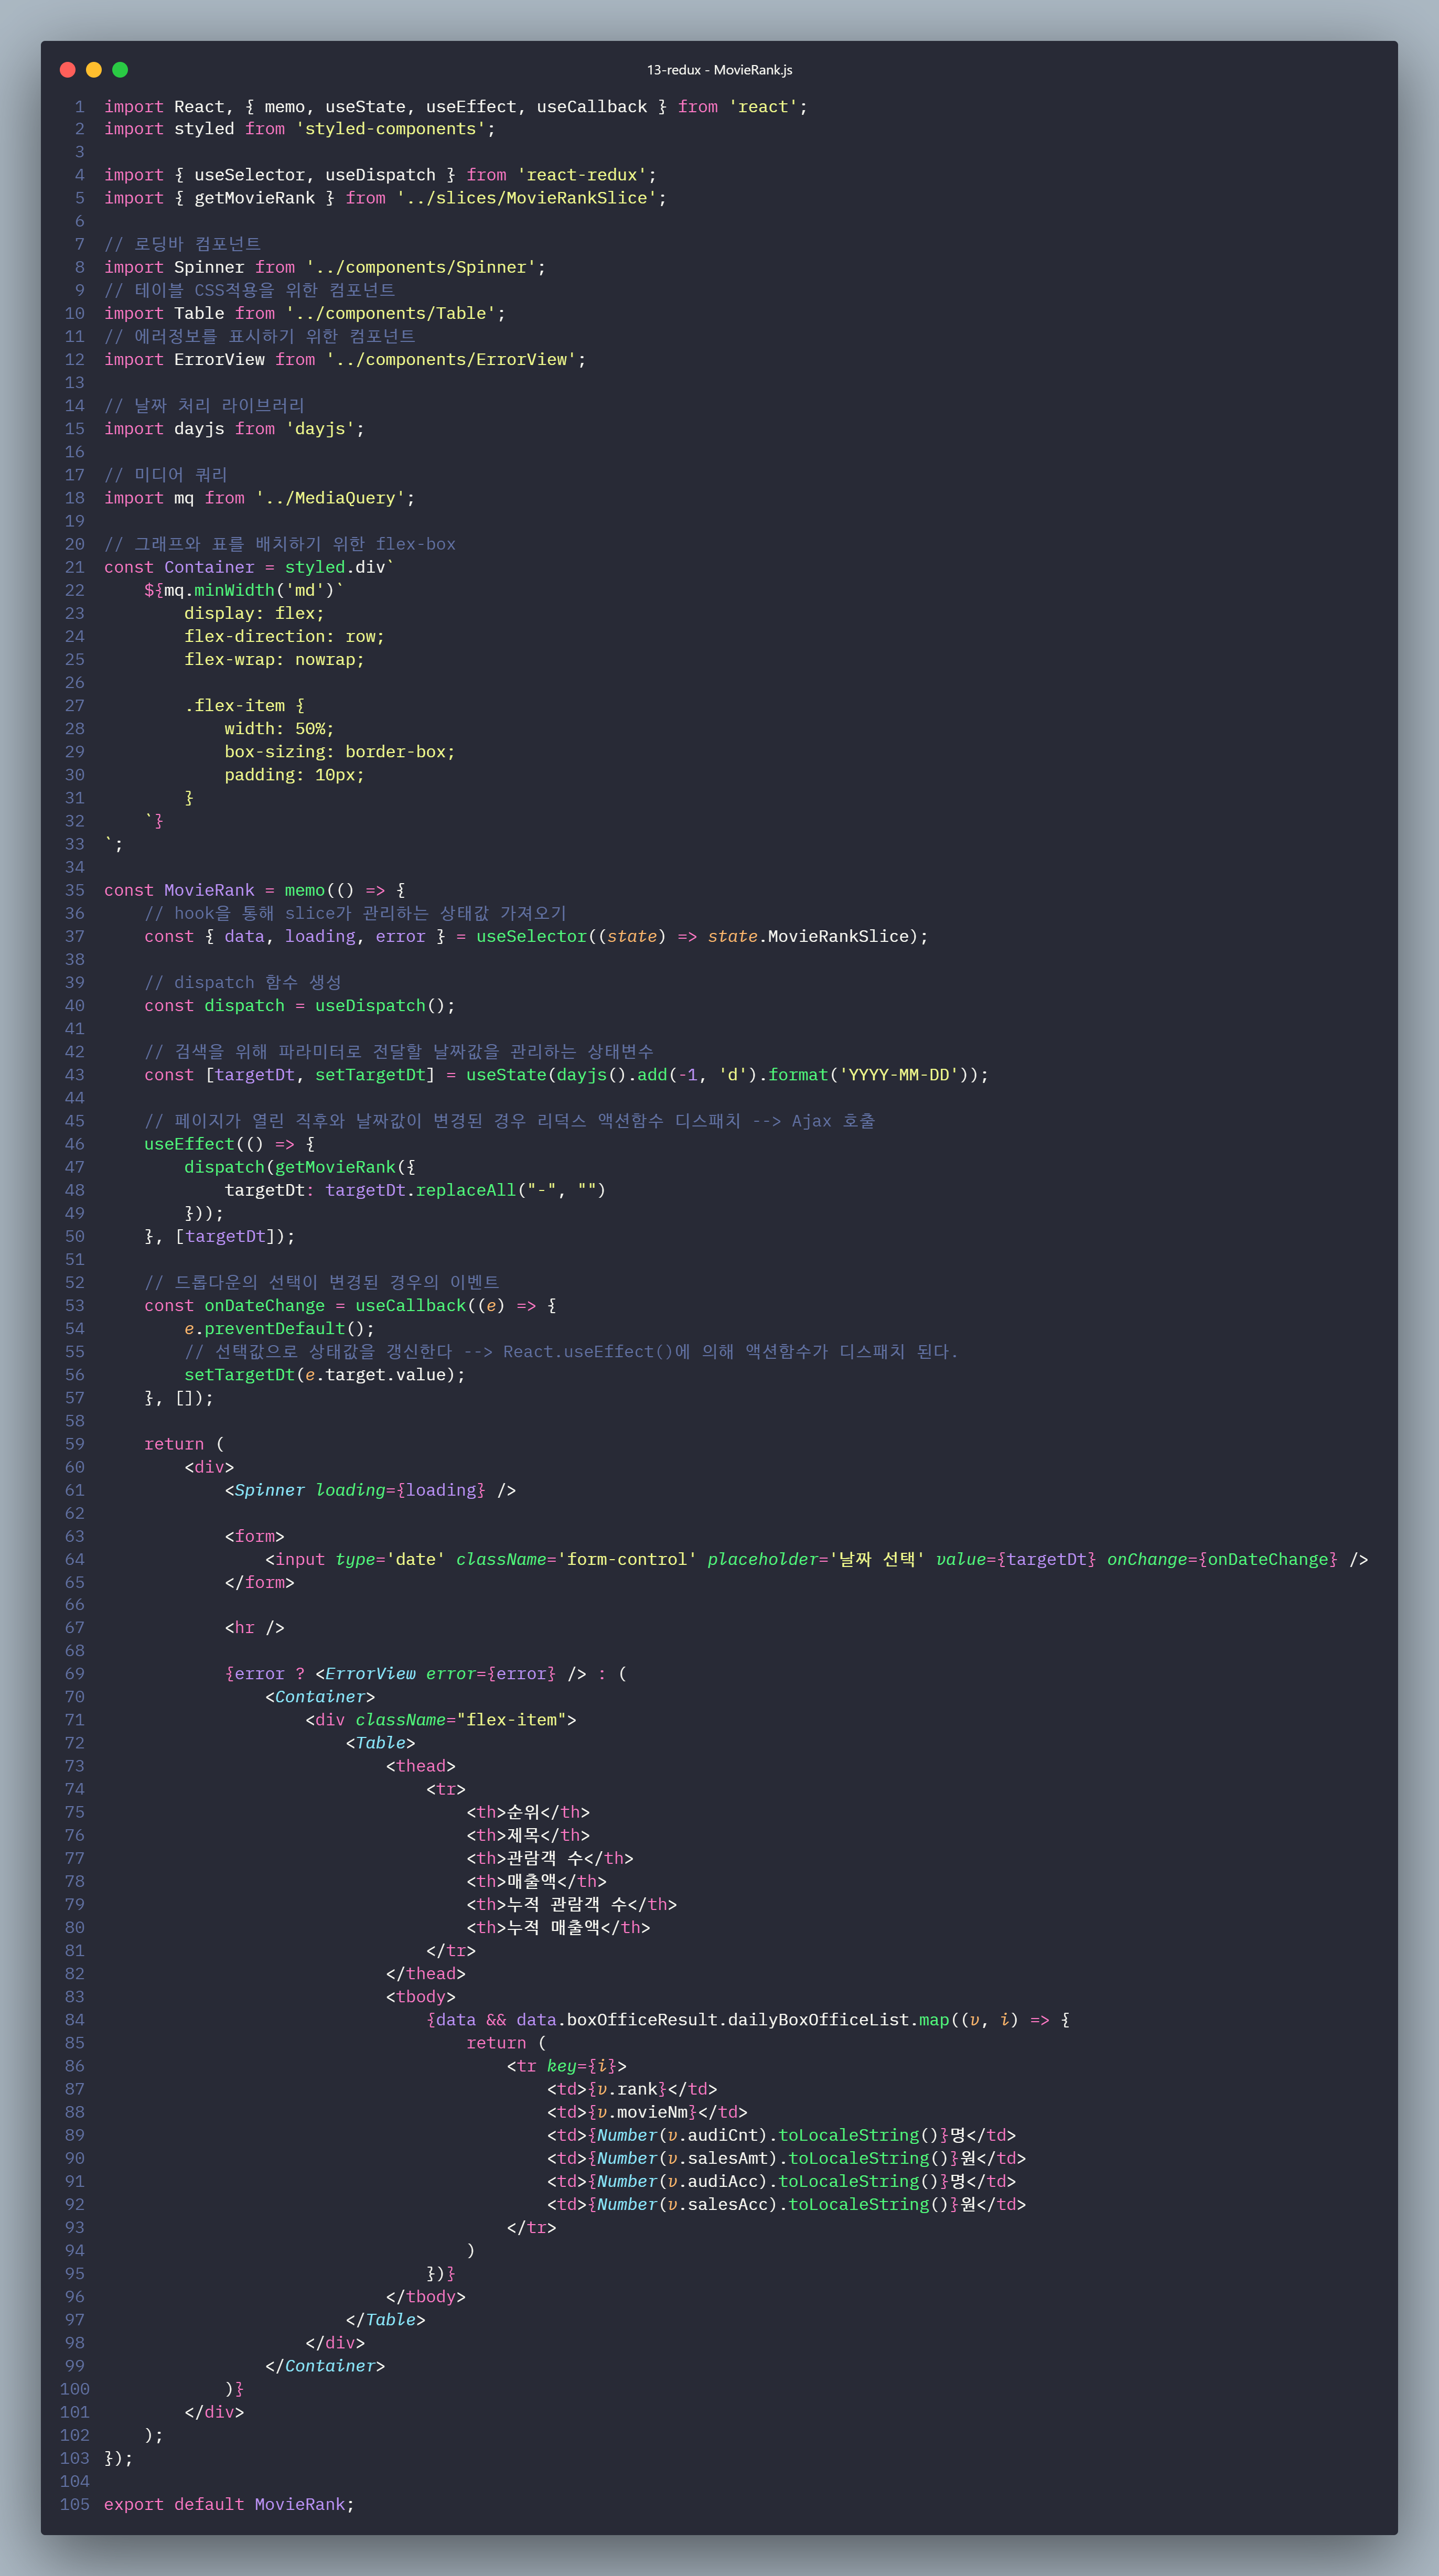 13-redux - MovieRank.js
1 import React, { memo, useState, useEffect, useCallback } from 'react';
2 import styled from 'styled-components';
3
4 import { useSelector, useDispatch } from 'react-redux';
5 import { getMovieRank } from '../slices/MovieRankSlice';
6
7 // 로딩바 컴포넌트
8 import Spinner from '../components/Spinner';
9 // 테이블 CSS적용을 위한 컴포넌트
10 import Table from '../components/Table';
11 // 에러정보를 표시하기 위한 컴포넌트
12 import ErrorView from '../components/ErrorView';
13
14 // 날짜 처리 라이브러리
15 import dayjs from 'dayjs';
16
17 // 미디어 쿼리
18 import mq from '../MediaQuery';
19
20 // 그래프와 표를 배치하기 위한 flex-box
21 const Container = styled.div`
22     ${mq.minWidth('md')`
23         display: flex;
24         flex-direction: row;
25         flex-wrap: nowrap;
26
27         .flex-item {
28             width: 50%;
29             box-sizing: border-box;
30             padding: 10px;
31         }
32     `}
33 `;
34
35 const MovieRank = memo(() => {
36     // hook을 통해 slice가 관리하는 상태값 가져오기
37     const { data, loading, error } = useSelector((state) => state.MovieRankSlice);
38
39     // dispatch 함수 생성
40     const dispatch = useDispatch();
41
42     // 검색을 위해 파라미터로 전달할 날짜값을 관리하는 상태변수
43     const [targetDt, setTargetDt] = useState(dayjs().add(-1, 'd').format('YYYY-MM-DD'));
44
45     // 페이지가 열린 직후와 날짜값이 변경된 경우 리덕스 액션함수 디스패치 --> Ajax 호출
46     useEffect(() => {
47         dispatch(getMovieRank({
48             targetDt: targetDt.replaceAll("-", "")
49         }));
50     }, [targetDt]);
51
52     // 드롭다운의 선택이 변경된 경우의 이벤트
53     const onDateChange = useCallback((e) => {
54         e.preventDefault();
55         // 선택값으로 상태값을 갱신한다 --> React.useEffect()에 의해 액션함수가 디스패치 된다.
56         setTargetDt(e.target.value);
57     }, []);
58
59     return (
60         <div>
61             <Spinner loading={loading} />
62
63             <form>
64                 <input type='date' className='form-control' placeholder='날짜 선택' value={targetDt} onChange={onDateChange} />
65             </form>
66
67             <hr />
68
69             {error ? <ErrorView error={error} /> : (
70                 <Container>
71                     <div className="flex-item">
72                         <Table>
73                             <thead>
74                                 <tr>
75                                     <th>순위</th>
76                                     <th>제목</th>
77                                     <th>관람객 수</th>
78                                     <th>매출액</th>
79                                     <th>누적 관람객 수</th>
80                                     <th>누적 매출액</th>
81                                 </tr>
82                             </thead>
83                             <tbody>
84                                 {data && data.boxOfficeResult.dailyBoxOfficeList.map((v, i) => {
85                                     return (
86                                         <tr key={i}>
87                                             <td>{v.rank}</td>
88                                             <td>{v.movieNm}</td>
89                                             <td>{Number(v.audiCnt).toLocaleString()}명</td>
90                                             <td>{Number(v.salesAmt).toLocaleString()}원</td>
91                                             <td>{Number(v.audiAcc).toLocaleString()}명</td>
92                                             <td>{Number(v.salesAcc).toLocaleString()}원</td>
93                                         </tr>
94                                     )
95                                 })}
96                             </tbody>
97                         </Table>
98                     </div>
99                 </Container>
100             )}
101         </div>
102     );
103 });
104
105 export default MovieRank;